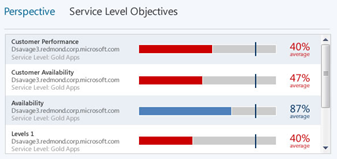 Perspective Service Level Objectives
Customer Performance
Dsavage3.redmond.corp.microsoft.com
Service Level: Gold Apps
40%
average
Customer Availability
Dsavage3.redmond.corp.microsoft.com
Service Level: Gold Apps
47%
average
Availability
Dsavage3.redmond.corp.microsoft.com
Service Level: Gold Apps
87%
average
Levels 1
Dsavage3.redmond.corp.microsoft.com
Service Level: Gold Apps
40%
average